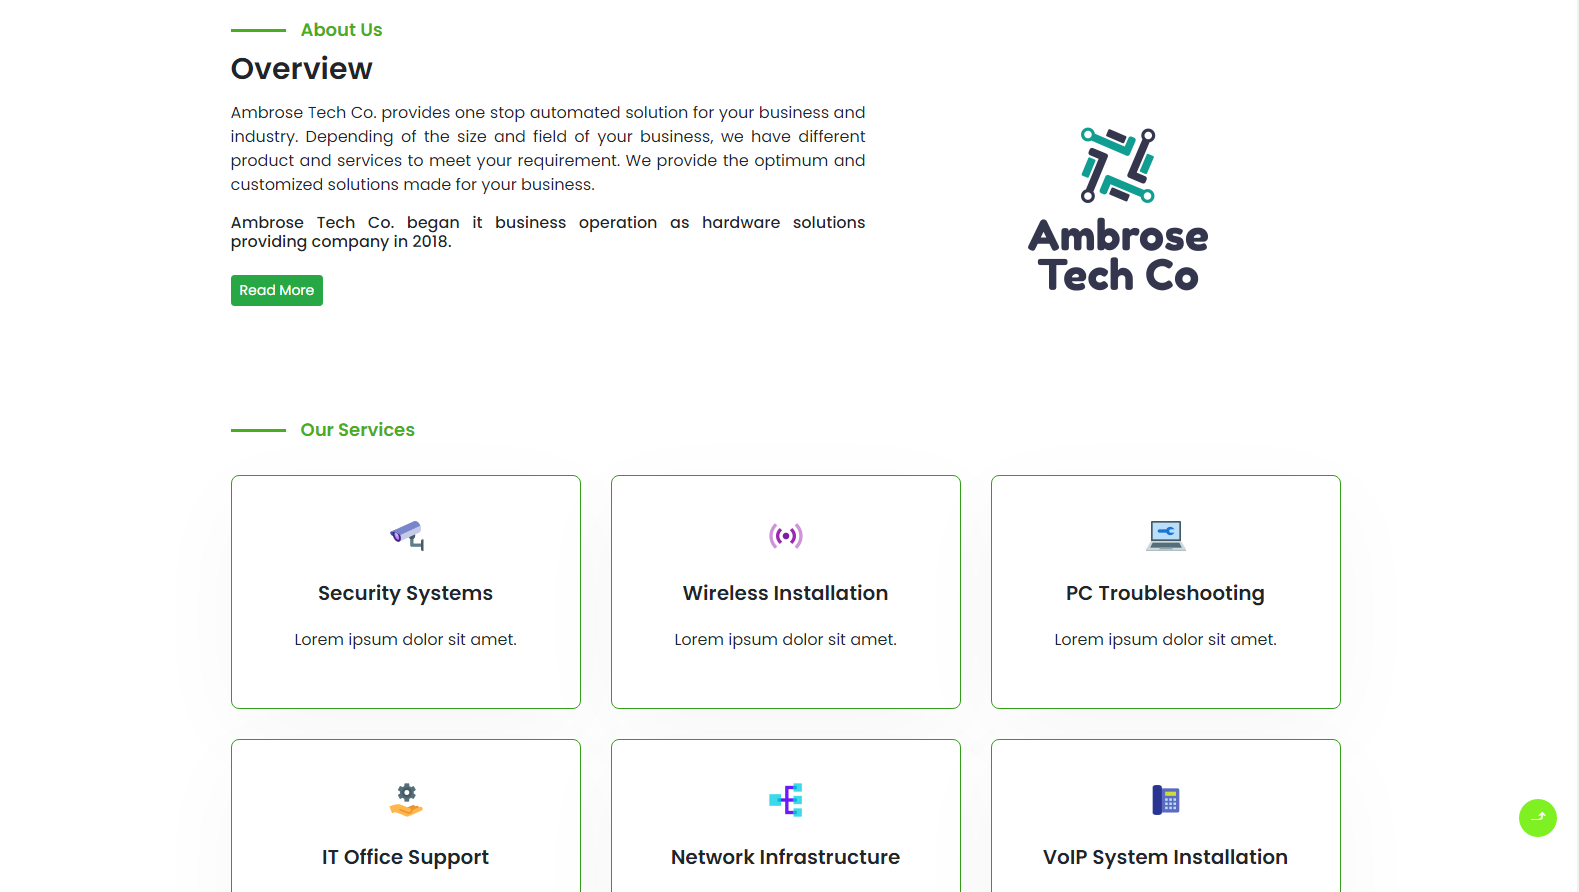 About Us
Overview
Ambrose Tech Co. provides one stop automated solution for your business and
industry. Depending of the size and field of your business, we have different
product and services to meet your requirement. We provide the optimum and
customized solutions made for your business.
Ambrose Tech Co. began it business operation as hardware solutions
providing company in 2018.
Read More
Ambrose
Tech Co
Our Services
Security Systems
Lorem ipsum dolor sit amet.
Wireless Installation
Lorem ipsum dolor sit amet.
PC Troubleshooting
Lorem ipsum dolor sit amet.
IT Office Support
Network Infrastructure
VoIP System Installation